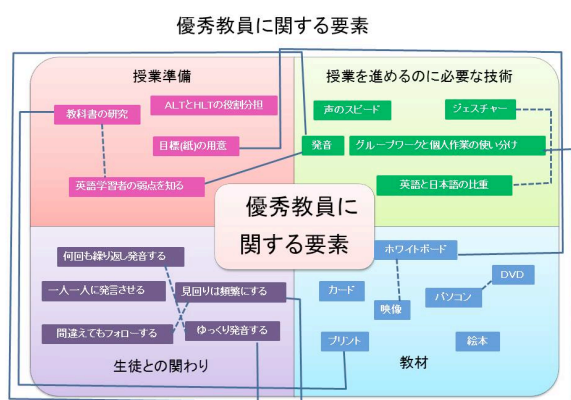 優秀教員に関する要素
授業準備
教科書の研究
ALTとHLTの役割分担
目標(紙)の用意
英語学習者の弱点を知る
授業を進めるのに必要な技術
声のスピード
ジェスチャー
発音
グループワークと個人作業の使い分け
英語と日本語の比重
優秀教員に
関する要素
何回も繰り返し発音する
一人一人に発言させる
見回りは頻繁にする
間違えてもフォローする
ゆっくり発音する
生徒との関わり
ホワイトボード
カード
映像
パソコン
DVD
プリント
絵本
教材